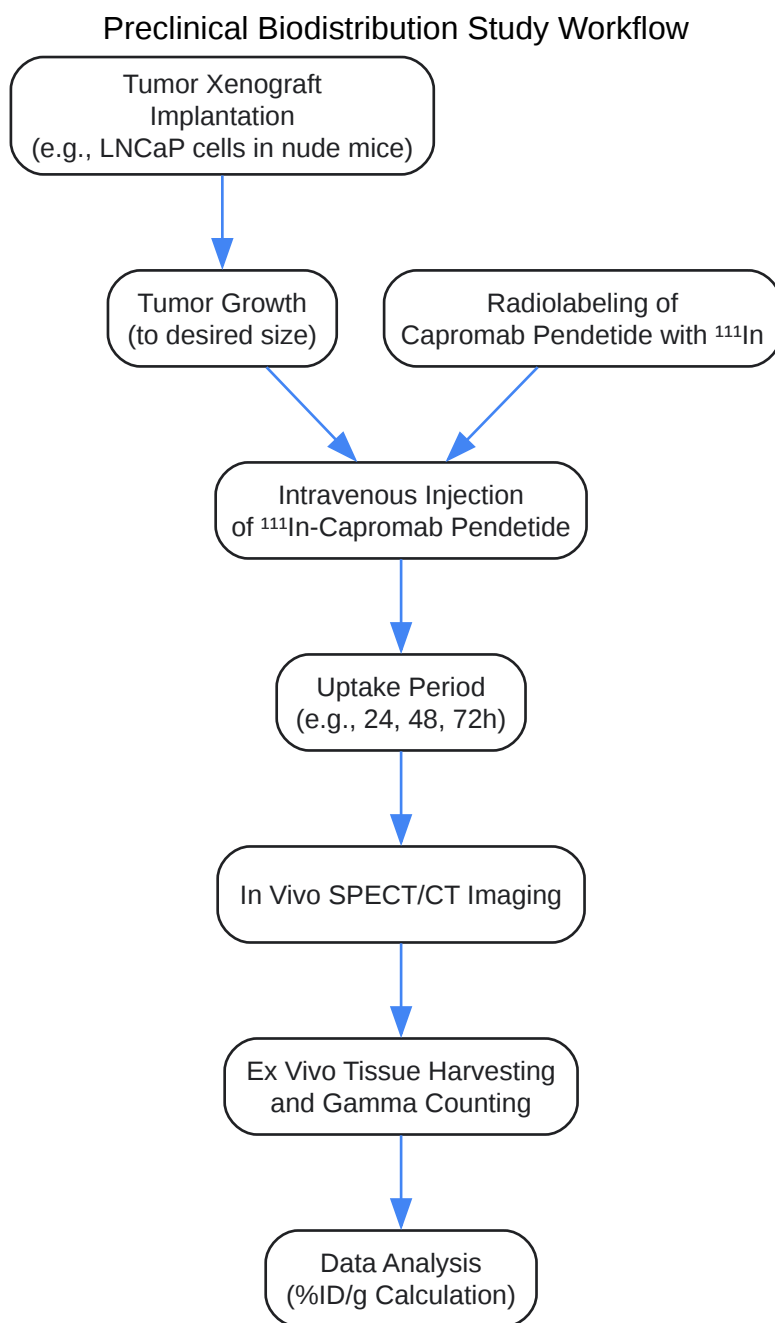 Preclinical Biodistribution Study Workflow
Tumor Xenograft
Implantation
(e.g., LNCaP cells in nude mice)
Tumor Growth
(to desired size)
Radiolabeling of
Capromab Pendetide with ¹¹¹In
Intravenous Injection
of ¹¹¹In-Capromab Pendetide
Uptake Period
(e.g., 24, 48, 72h)
In Vivo SPECT/CT Imaging
Ex Vivo Tissue Harvesting
and Gamma Counting
Data Analysis
(%ID/g Calculation)